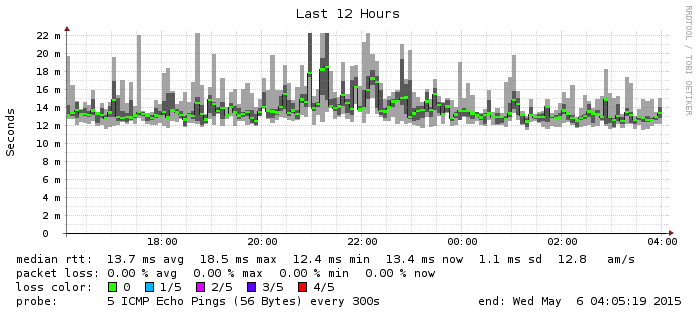 Last 12 Hours
RRDTOOL / TOBI OETIKER
Seconds
22 m
20 m
18 m
16 m
14 m
12 m
10 m
8 m
6 m
4 m
2 m
0
18:00 20:00 22:00 00:00 02:00 04:00
median rtt: 13.7 ms avg 18.5 ms max 12.4 ms min 13.4 ms now 1.1 ms sd 12.8 am/s
packet loss: 0.00 % avg 0.00 % max 0.00 % min 0.00 % now
loss color: 0 1/5 2/5 3/5 4/5
probe: 5 ICMP Echo Pings (56 Bytes) every 300s end: Wed May 6 04:05:19 2015